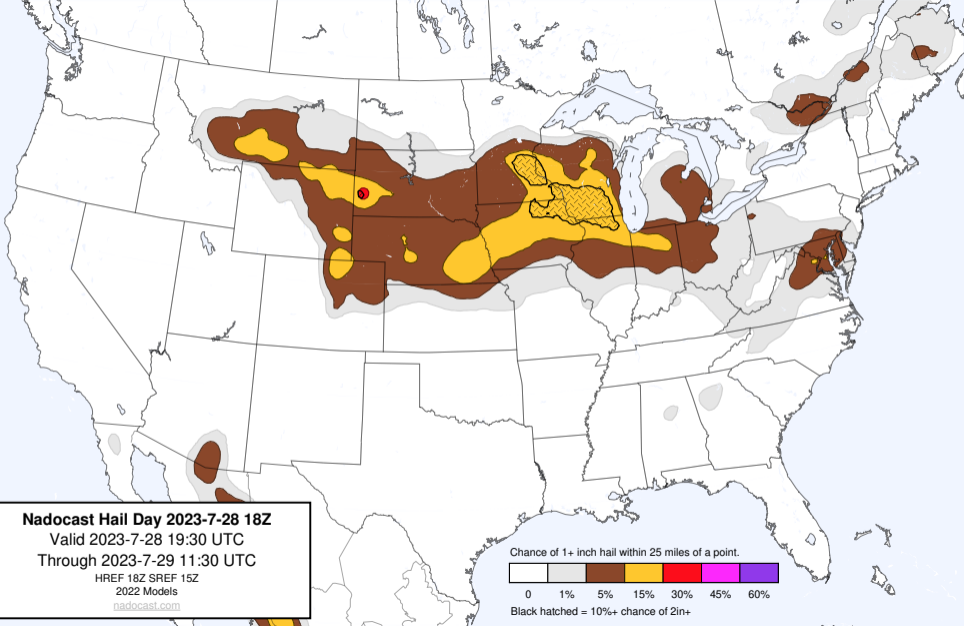 Nadocast Hail Day 2023-7-28 18Z
Valid 2023-7-28 19:30 UTC
Through 2023-7-29 11:30 UTC
HREF 18Z SREF 15Z
2022 Models
nadocast.com
Chance of 1+ inch hail within 25 miles of a point.
0 1% 5% 15% 30% 45% 60%
Black hatched = 10%+ chance of 2in+